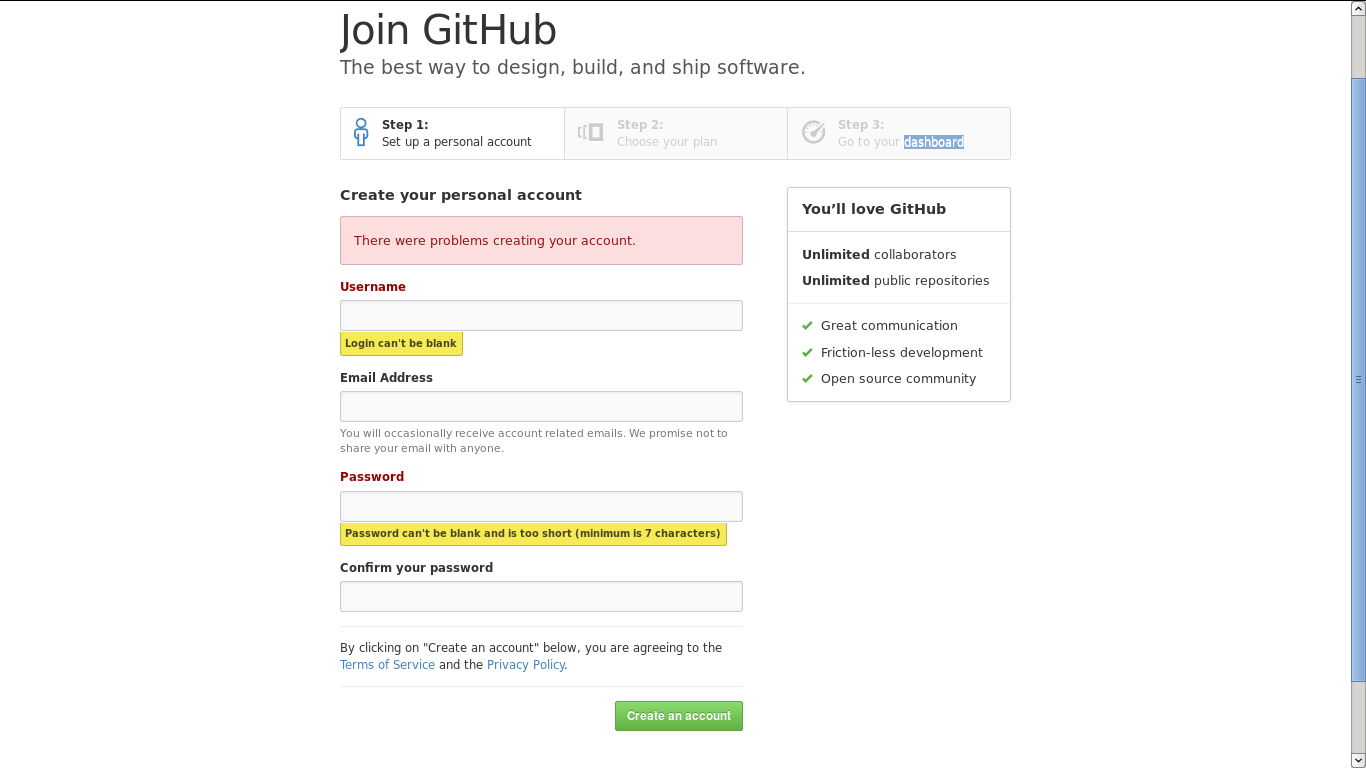 Join GitHub
The best way to design, build, and ship software.
Step 1:
Set up a personal account
Step 2:
Choose your plan
Step 3:
Go to your dashboard
Create your personal account
There were problems creating your account.
Username
Login can't be blank
Email Address
You will occasionally receive account related emails. We promise not to
share your email with anyone.
Password
Password can't be blank and is too short (minimum is 7 characters)
Confirm your password
By clicking on "Create an account" below, you are agreeing to the
Terms of Service and the Privacy Policy.
Create an account
You’ll love GitHub
Unlimited collaborators
Unlimited public repositories
Great communication
Friction-less development
Open source community